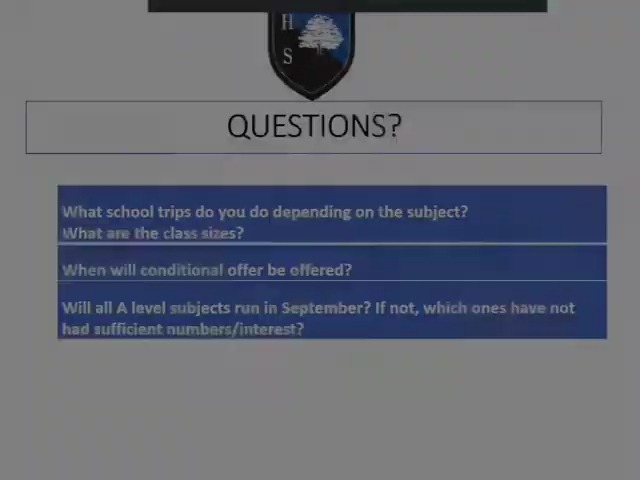 H
S
QUESTIONS?
What school trips do you do depending on the subject?
What are the class sizes?
When will conditional offer be offered?
Will all A level subjects run in September? If not, which ones have not
had sufficient numbers/interest?